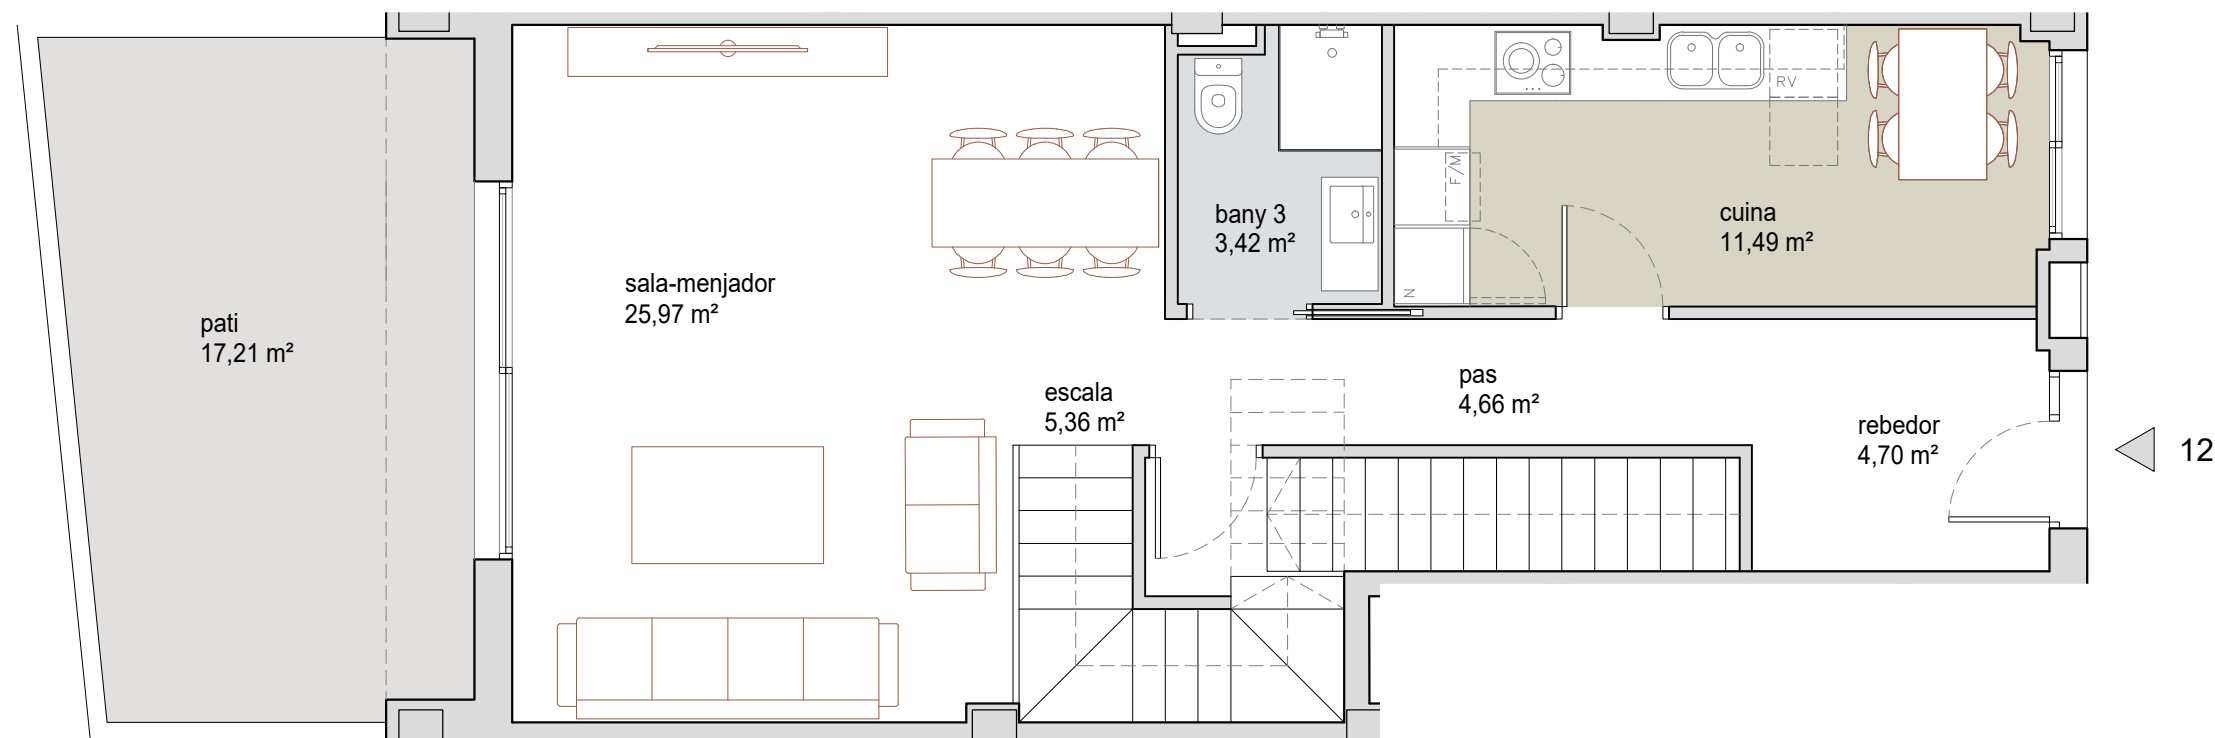 pati
17,21 m²
sala-menjador
25,97 m²
escala
5,36 m²
bany 3
3,42 m²
F/M
N
RV
cuina
11,49 m²
pas
4,66 m²
rebedor
4,70 m²
12